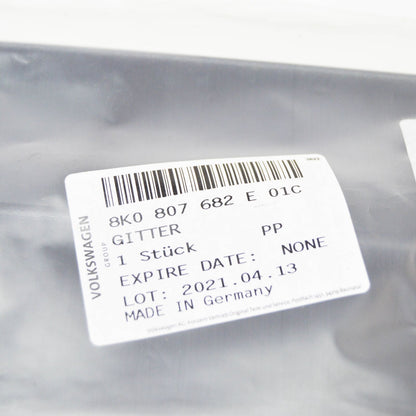 8K0 807 682 E 01C
GITTER
1 Stück PP
EXPIRE DATE: NONE
LOT: 2021.04.13
MADE IN Germany
VOLKSWAGEN
GROUP